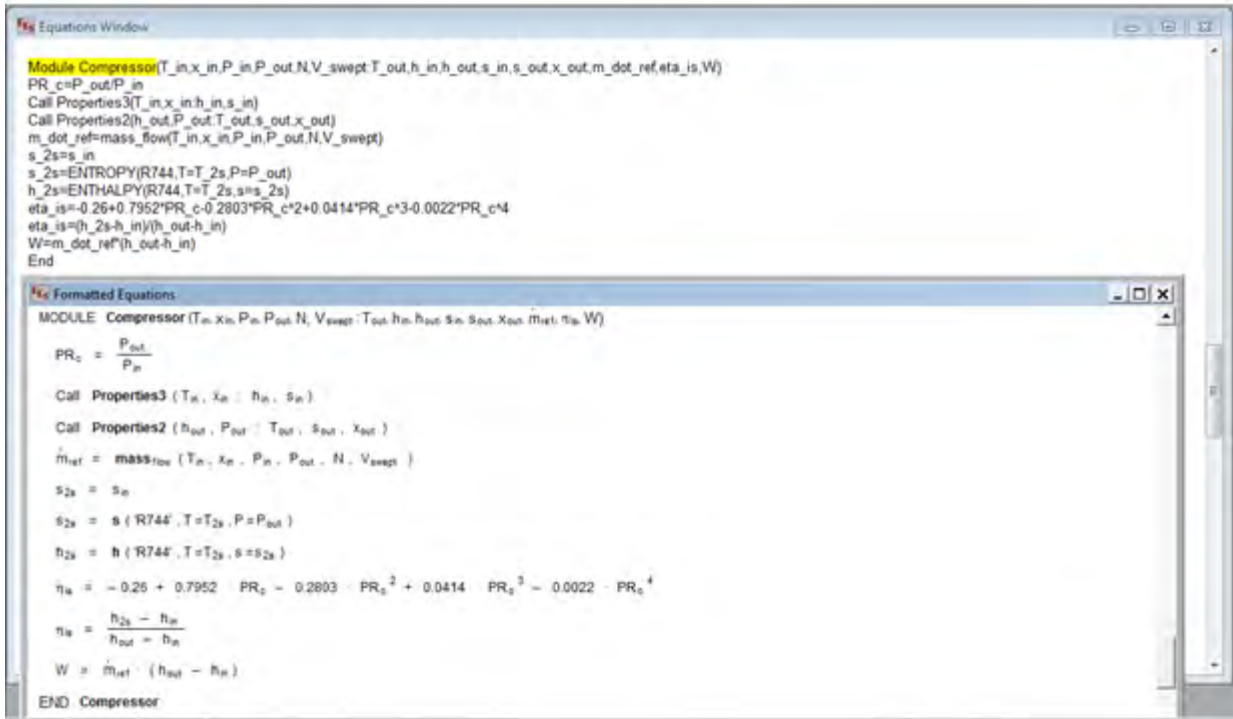 Equations Window
Module Compressor(T_in,x_in,P_in,P_out,N,V_swept:T_out,h_in,h_out,s_in,s_out,x_out,m_dot_ref,eta_is,W)
PR_c=P_out/P_in
Call Properties3(T_in,x_in:h_in,s_in)
Call Properties2(h_out,P_out:T_out,s_out,x_out)
m_dot_ref=mass_flow(T_in,x_in,P_in,P_out,N,V_swept)
s_2s=s_in
s_2s=ENTROPY(R744,T=T_2s,P=P_out)
h_2s=ENTHALPY(R744,T=T_2s,s=s_2s)
eta_is=-0.26+0.7952*PR_c-0.2803*PR_c^2+0.0414*PR_c^3-0.0022*PR_c^4
eta_is=(h_2s-h_in)/(h_out-h_in)
W=m_dot_ref*(h_out-h_in)
End
Formatted Equations
MODULE Compressor (T_in, x_in, P_in, P_out, N, V_swept : T_out, h_in, h_out, s_in, s_out, x_out, ṁ_ref, η_is, W)
PR_c = P_out / P_in
Call Properties3 ( T_in , x_in : h_in , s_in )
Call Properties2 ( h_out , P_out : T_out , s_out , x_out )
ṁ_ref = mass_flow ( T_in , x_in , P_in , P_out , N , V_swept )
s_2s = s_in
s_2s = s ( 'R744' , T =T_2s , P =P_out )
h_2s = h ( 'R744' , T =T_2s , s =s_2s )
η_is = – 0.26 + 0.7952 · PR_c – 0.2803 · PR_c^2 + 0.0414 · PR_c^3 – 0.0022 · PR_c^4
η_is = (h_2s – h_in) / (h_out – h_in)
W = ṁ_ref · ( h_out – h_in )
END Compressor